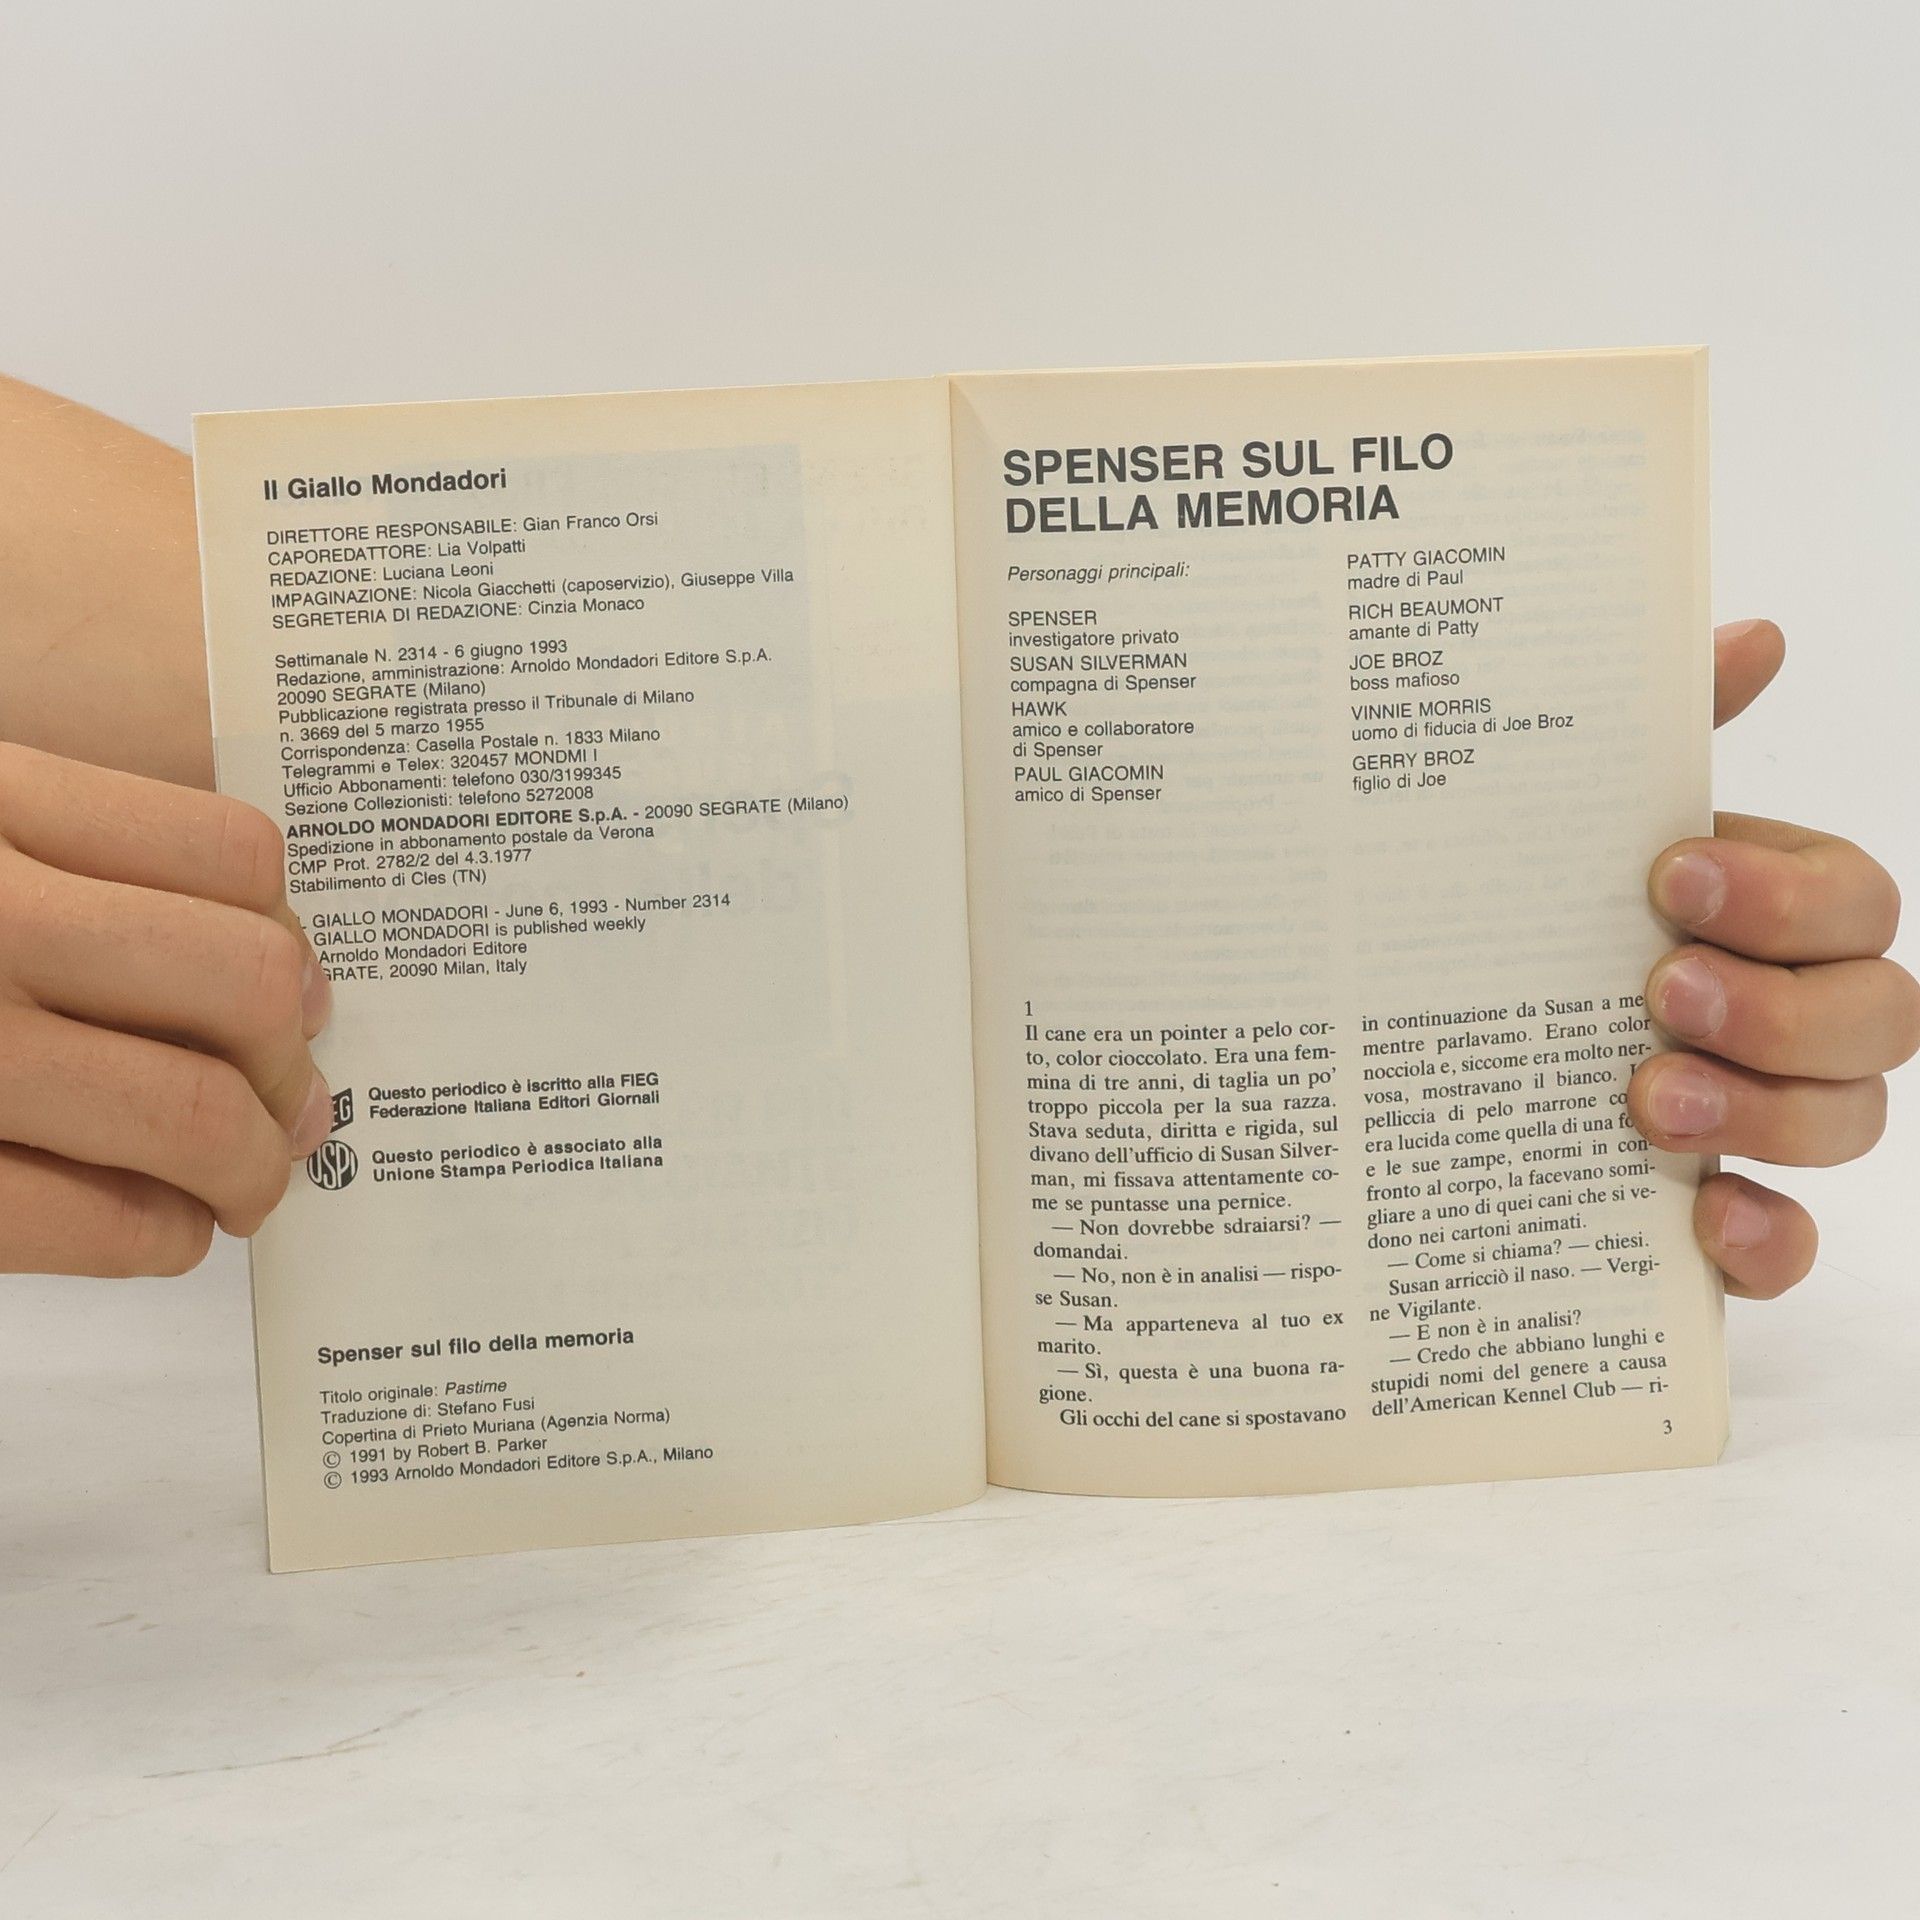 Il Giallo Mondadori
DIRETTORE RESPONSABILE: Gian Franco Orsi
CAPOREDATTORE: Lia Volpatti
REDAZIONE: Luciana Leoni
IMPAGINAZIONE: Nicola Giacchetti (caposervizio), Giuseppe Villa
SEGRETERIA DI REDAZIONE: Cinzia Monaco
Settimanale N. 2314 - 6 giugno 1993
Redazione, amministrazione: Arnoldo Mondadori Editore S.p.A.
20090 SEGRATE (Milano)
Pubblicazione registrata presso il Tribunale di Milano
n. 3669 del 5 marzo 1955
Corrispondenza: Casella Postale n. 1833 Milano
Telegrammi e Telex: 320457 MONDMI I
Ufficio Abbonamenti: telefono 030/3199345
Sezione Collezionisti: telefono 5272008
ARNOLDO MONDADORI EDITORE S.p.A. - 20090 SEGRATE (Milano)
Spedizione in abbonamento postale da Verona
CMP Prot. 2782/2 del 4.3.1977
Stabilimento di Cles (TN)
GIALLO MONDADORI - June 6, 1993 - Number 2314
GIALLO MONDADORI is published weekly
Arnoldo Mondadori Editore
GRATE, 20090 Milan, Italy
EG
Questo periodico è iscritto alla FIEG
Federazione Italiana Editori Giornali
USPI
Questo periodico è associato alla
Unione Stampa Periodica Italiana
Spenser sul filo della memoria
Titolo originale: Pastime
Traduzione di: Stefano Fusi
Copertina di Prieto Muriana (Agenzia Norma)
© 1991 by Robert B. Parker
© 1993 Arnoldo Mondadori Editore S.p.A., Milano
SPENSER SUL FILO
DELLA MEMORIA
Personaggi principali:
SPENSER
investigatore privato
SUSAN SILVERMAN
compagna di Spenser
HAWK
amico e collaboratore
di Spenser
PAUL GIACOMIN
amico di Spenser
PATTY GIACOMIN
madre di Paul
RICH BEAUMONT
amante di Patty
JOE BROZ
boss mafioso
VINNIE MORRIS
uomo di fiducia di Joe Broz
GERRY BROZ
figlio di Joe
1
Il cane era un pointer a pelo cor-
to, color cioccolato. Era una fem-
mina di tre anni, di taglia un po'
troppo piccola per la sua razza.
Stava seduta, diritta e rigida, sul
divano dell'ufficio di Susan Silver-
man, mi fissava attentamente co-
me se puntasse una pernice.
— Non dovrebbe sdraiarsi? —
domandai.
— No, non è in analisi — rispo-
se Susan.
— Ma apparteneva al tuo ex
marito.
— Sì, questa è una buona ra-
gione.
Gli occhi del cane si spostavano
in continuazione da Susan a me
mentre parlavamo. Erano color
nocciola e, siccome era molto ner-
vosa, mostravano il bianco.
pelliccia di pelo marrone co
era lucida come quella di una fo
e le sue zampe, enormi in con-
fronto al corpo, la facevano somi-
gliare a uno di quei cani che si ve-
dono nei cartoni animati.
— Come si chiama? — chiesi.
Susan arricciò il naso. — Vergi-
ne Vigilante.
— E non è in analisi?
— Credo che abbiano lunghi e
stupidi nomi del genere a causa
dell'American Kennel Club — ri-
3